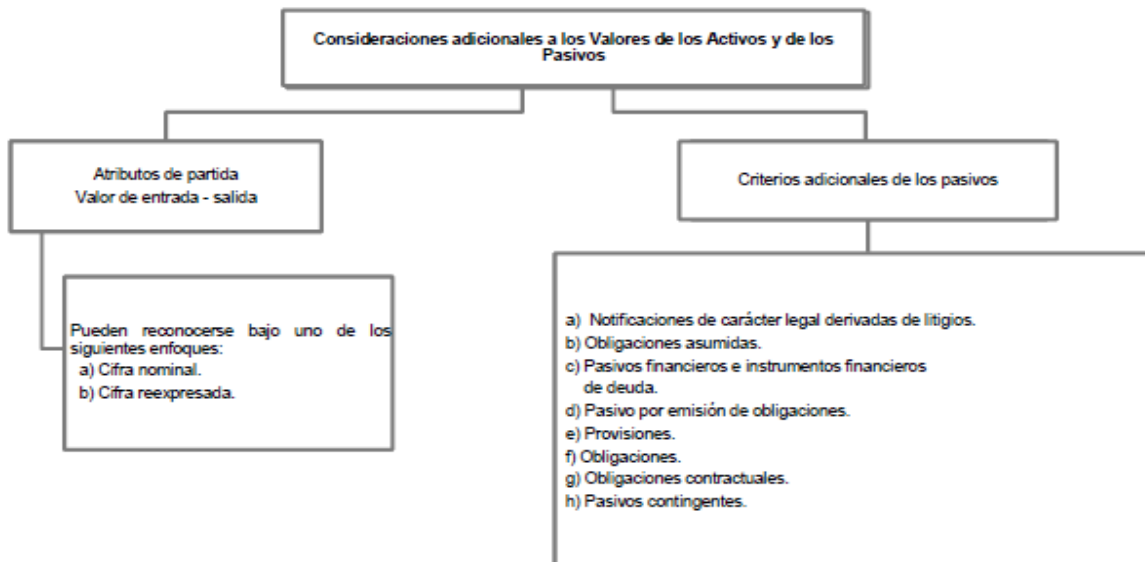 Consideraciones adicionales a los Valores de los Activos y de los
Pasivos
Atributos de partida
Valor de entrada - salida
Criterios adicionales de los pasivos
Pueden reconocerse bajo uno de los
siguientes enfoques:
a) Cifra nominal.
b) Cifra reexpresada.
a) Notificaciones de carácter legal derivadas de litigios.
b) Obligaciones asumidas.
c) Pasivos financieros e instrumentos financieros
de deuda.
d) Pasivo por emisión de obligaciones.
e) Provisiones.
f) Obligaciones.
g) Obligaciones contractuales.
h) Pasivos contingentes.